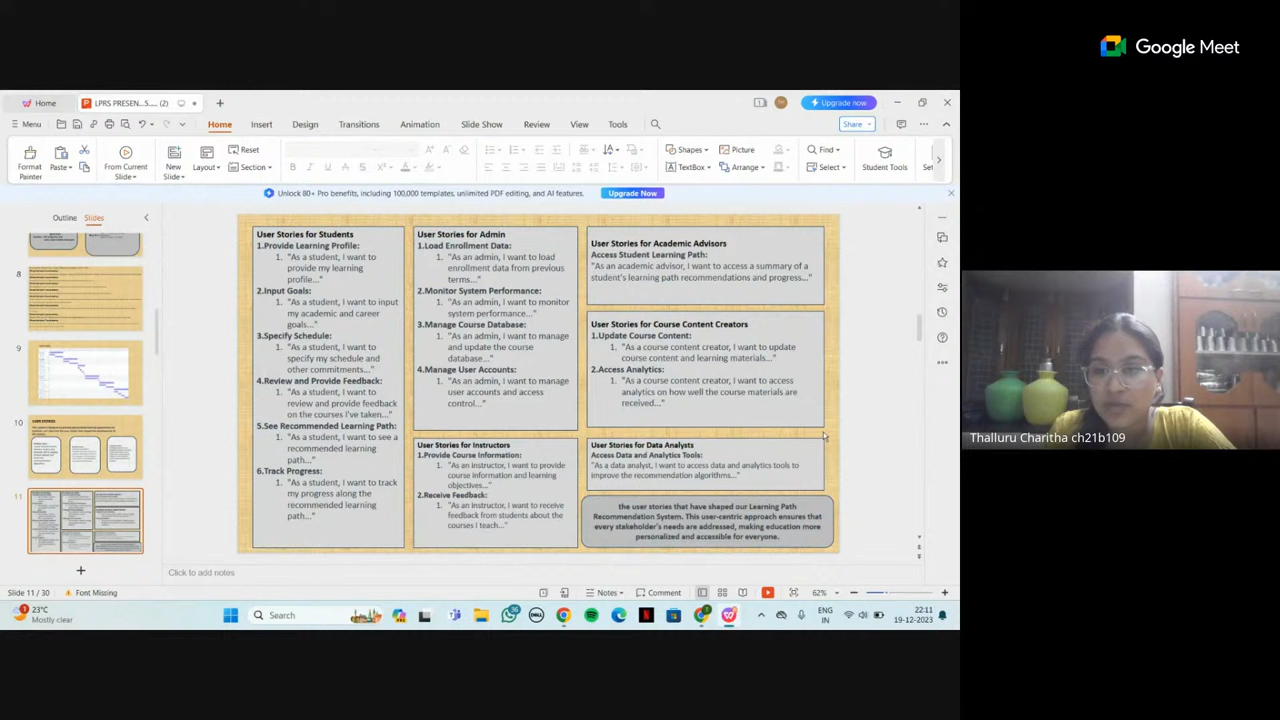 Google Meet
Home
LPRS PRESEN...S..... (2)
Upgrade now
Menu
Home
Insert
Design
Transitions
Animation
Slide Show
Review
View
Tools
Share
Format
Painter
Paste
From Current
Slide
New
Slide
Layout
Reset
Section
Shapes
Picture
TextBox
Arrange
Find
Select
Student Tools
Unlock 80+ Pro benefits, including 100,000 templates, unlimited PDF editing, and AI features.
Upgrade Now
Outline
Slides
8
9
10
USER STORIES
11
User Stories for Students
1.Provide Learning Profile:
1. "As a student, I want to
provide my learning
profile..."
2.Input Goals:
1. "As a student, I want to input
my academic and career
goals..."
3.Specify Schedule:
1. "As a student, I want to
specify my schedule and
other commitments..."
4.Review and Provide Feedback:
1. "As a student, I want to
review and provide feedback
on the courses I've taken..."
5.See Recommended Learning Path:
1. "As a student, I want to see a
recommended learning
path..."
6.Track Progress:
1. "As a student, I want to track
my progress along the
recommended learning
path..."
User Stories for Admin
1.Load Enrollment Data:
1. "As an admin, I want to load
enrollment data from previous
terms..."
2.Monitor System Performance:
1. "As an admin, I want to monitor
system performance..."
3.Manage Course Database:
1. "As an admin, I want to manage
and update the course
database..."
4.Manage User Accounts:
1. "As an admin, I want to manage
user accounts and access
control..."
User Stories for Instructors
1.Provide Course Information:
1. "As an instructor, I want to provide
course information and learning
objectives..."
2.Receive Feedback:
1. "As an instructor, I want to receive
feedback from students about the
courses I teach..."
User Stories for Academic Advisors
Access Student Learning Path:
"As an academic advisor, I want to access a summary of a
student's learning path recommendations and progress..."
User Stories for Course Content Creators
1.Update Course Content:
1. "As a course content creator, I want to update
course content and learning materials..."
2.Access Analytics:
1. "As a course content creator, I want to access
analytics on how well the course materials are
received..."
User Stories for Data Analysts
Access Data and Analytics Tools:
"As a data analyst, I want to access data and analytics tools to
improve the recommendation algorithms..."
the user stories that have shaped our Learning Path
Recommendation System. This user-centric approach ensures that
every stakeholder's needs are addressed, making education more
personalized and accessible for everyone.
Click to add notes
Slide 11 / 30
Font Missing
Notes
Comment
62%
23°C
Mostly clear
Search
ENG
IN
22:11
19-12-2023
Thalluru Charitha ch21b109